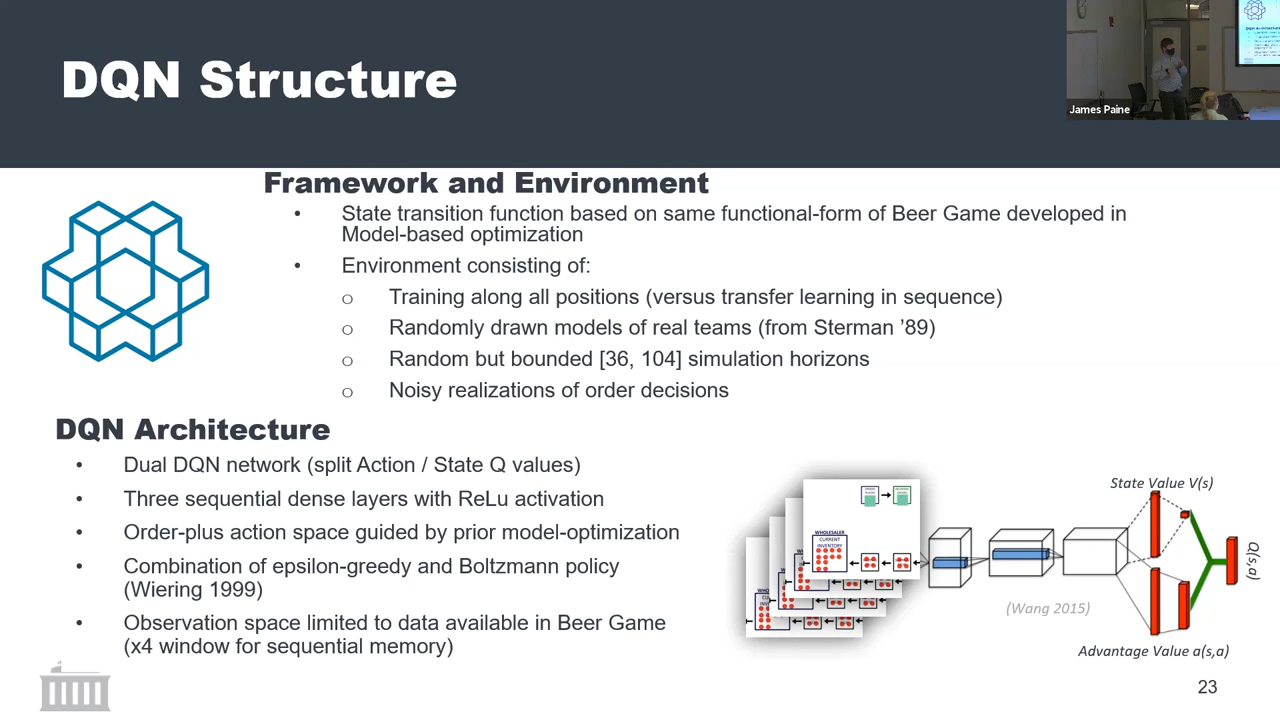 DQN Structure
James Paine
Framework and Environment
• State transition function based on same functional-form of Beer Game developed in
Model-based optimization
• Environment consisting of:
o Training along all positions (versus transfer learning in sequence)
o Randomly drawn models of real teams (from Sterman ’89)
o Random but bounded [36, 104] simulation horizons
o Noisy realizations of order decisions
DQN Architecture
• Dual DQN network (split Action / State Q values)
• Three sequential dense layers with ReLu activation
• Order-plus action space guided by prior model-optimization
• Combination of epsilon-greedy and Boltzmann policy
(Wiering 1999)
• Observation space limited to data available in Beer Game
(x4 window for sequential memory)
WHOLESALER
CURRENT
INVENTORY
State Value V(s)
Q(s,a)
(Wang 2015)
Advantage Value a(s,a)
23